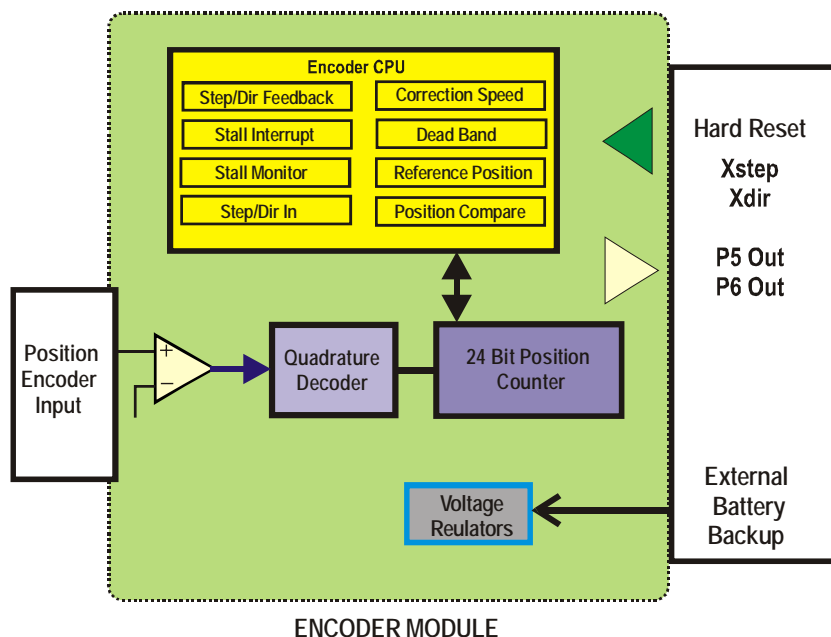 Encoder CPU
Step/Dir Feedback
Correction Speed
Stall Interrupt
Dead Band
Stall Monitor
Reference Position
Step/Dir In
Position Compare
Hard Reset
Xstep
Xdir
P5 Out
P6 Out
Position
Encoder
Input
+
−
Quadrature
Decoder
24 Bit Position
Counter
Voltage
Reulators
External
Battery
Backup
ENCODER MODULE